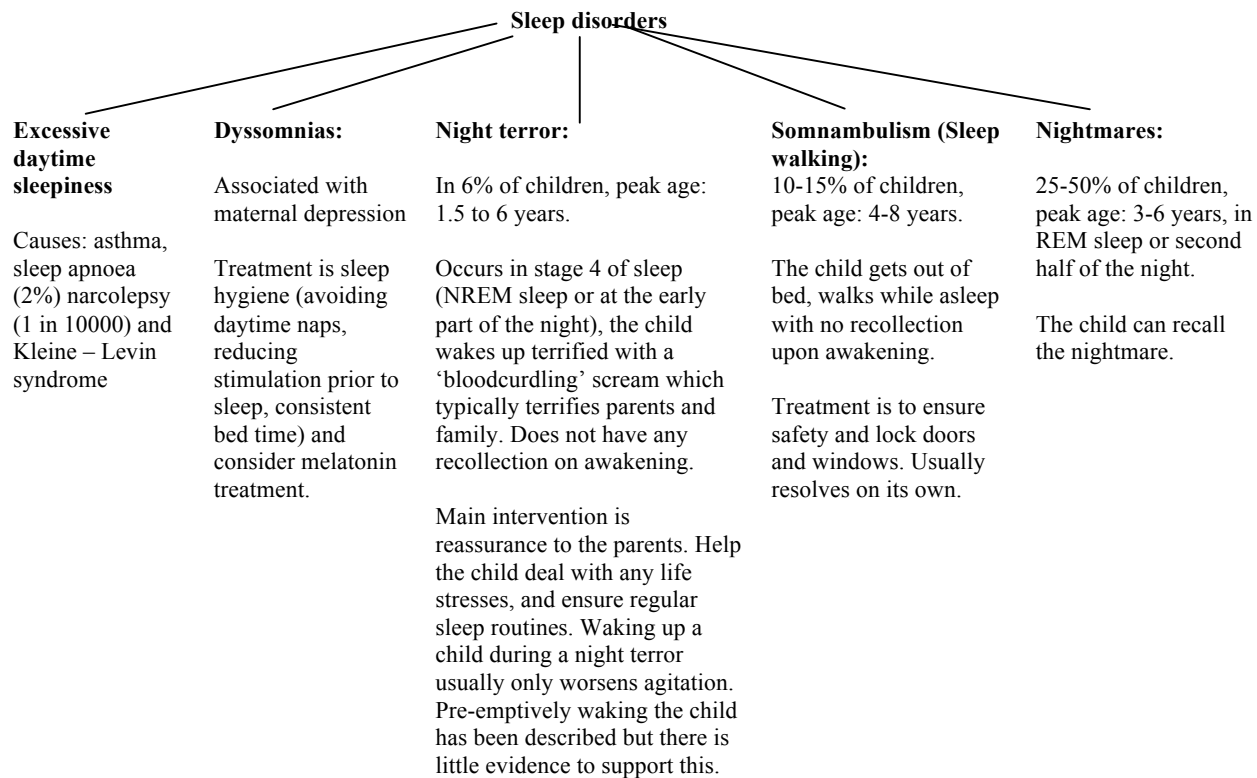 Sleep disorders
Excessive
daytime
sleepiness
Causes: asthma,
sleep apnoea
(2%) narcolepsy
(1 in 10000) and
Kleine – Levin
syndrome
Dyssomnias:
Associated with
maternal depression
Treatment is sleep
hygiene (avoiding
daytime naps,
reducing
stimulation prior to
sleep, consistent
bed time) and
consider melatonin
treatment.
Night terror:
In 6% of children, peak age:
1.5 to 6 years.
Occurs in stage 4 of sleep
(NREM sleep or at the early
part of the night), the child
wakes up terrified with a
‘bloodcurdling’ scream which
typically terrifies parents and
family. Does not have any
recollection on awakening.
Main intervention is
reassurance to the parents. Help
the child deal with any life
stresses, and ensure regular
sleep routines. Waking up a
child during a night terror
usually only worsens agitation.
Pre-emptively waking the child
has been described but there is
little evidence to support this.
Somnambulism (Sleep
walking):
10-15% of children,
peak age: 4-8 years.
The child gets out of
bed, walks while asleep
with no recollection
upon awakening.
Treatment is to ensure
safety and lock doors
and windows. Usually
resolves on its own.
Nightmares:
25-50% of children,
peak age: 3-6 years, in
REM sleep or second
half of the night.
The child can recall
the nightmare.